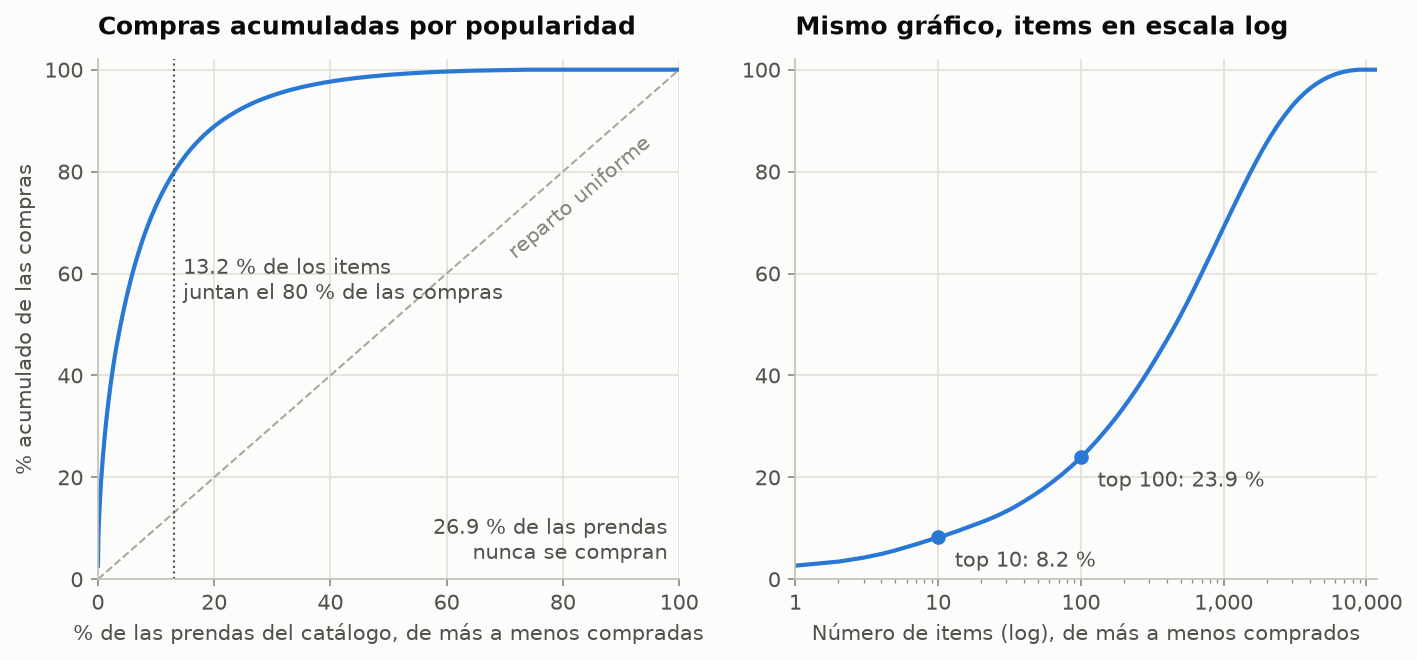 Compras acumuladas por popularidad
% acumulado de las compras
100
80
60
40
20
0
reparto uniforme
13.2 % de los items
juntan el 80 % de las compras
26.9 % de las prendas
nunca se compran
0 20 40 60 80 100
% de las prendas del catálogo, de más a menos compradas
Mismo gráfico, items en escala log
100
80
60
40
20
0
top 100: 23.9 %
top 10: 8.2 %
1 10 100 1,000 10,000
Número de items (log), de más a menos comprados